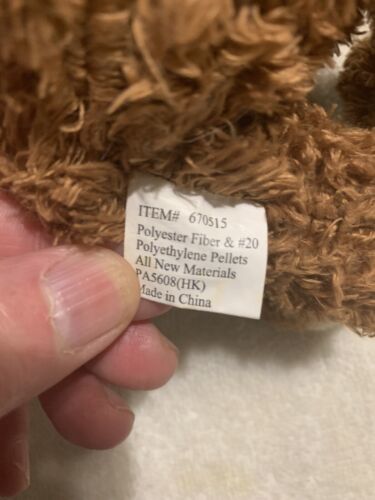 ITEM# 670515
Polyester Fiber & #20
Polyethylene Pellets
All New Materials
PA5608(HK)
Made in China